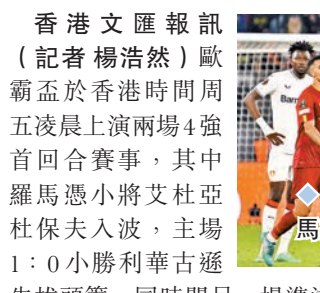 香港文匯報訊
（記者 楊浩然）歐
霸盃於香港時間周
五凌晨上演兩場4強
首回合賽事，其中
羅馬憑小將艾杜亞
杜保夫入波，主場
1：0小勝利華古遜
馬
Barm